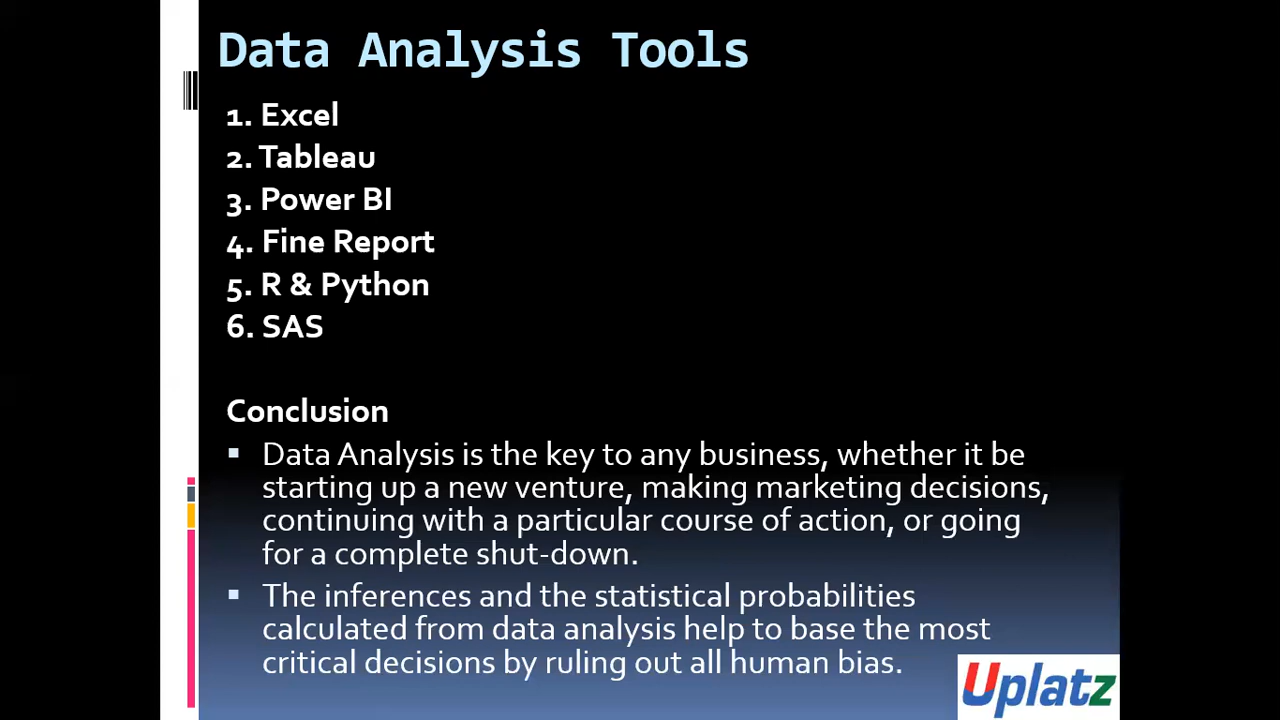 Data Analysis Tools
1. Excel
2. Tableau
3. Power BI
4. Fine Report
5. R & Python
6. SAS
Conclusion
▪ Data Analysis is the key to any business, whether it be
starting up a new venture, making marketing decisions,
continuing with a particular course of action, or going
for a complete shut-down.
▪ The inferences and the statistical probabilities
calculated from data analysis help to base the most
critical decisions by ruling out all human bias.
Uplatz